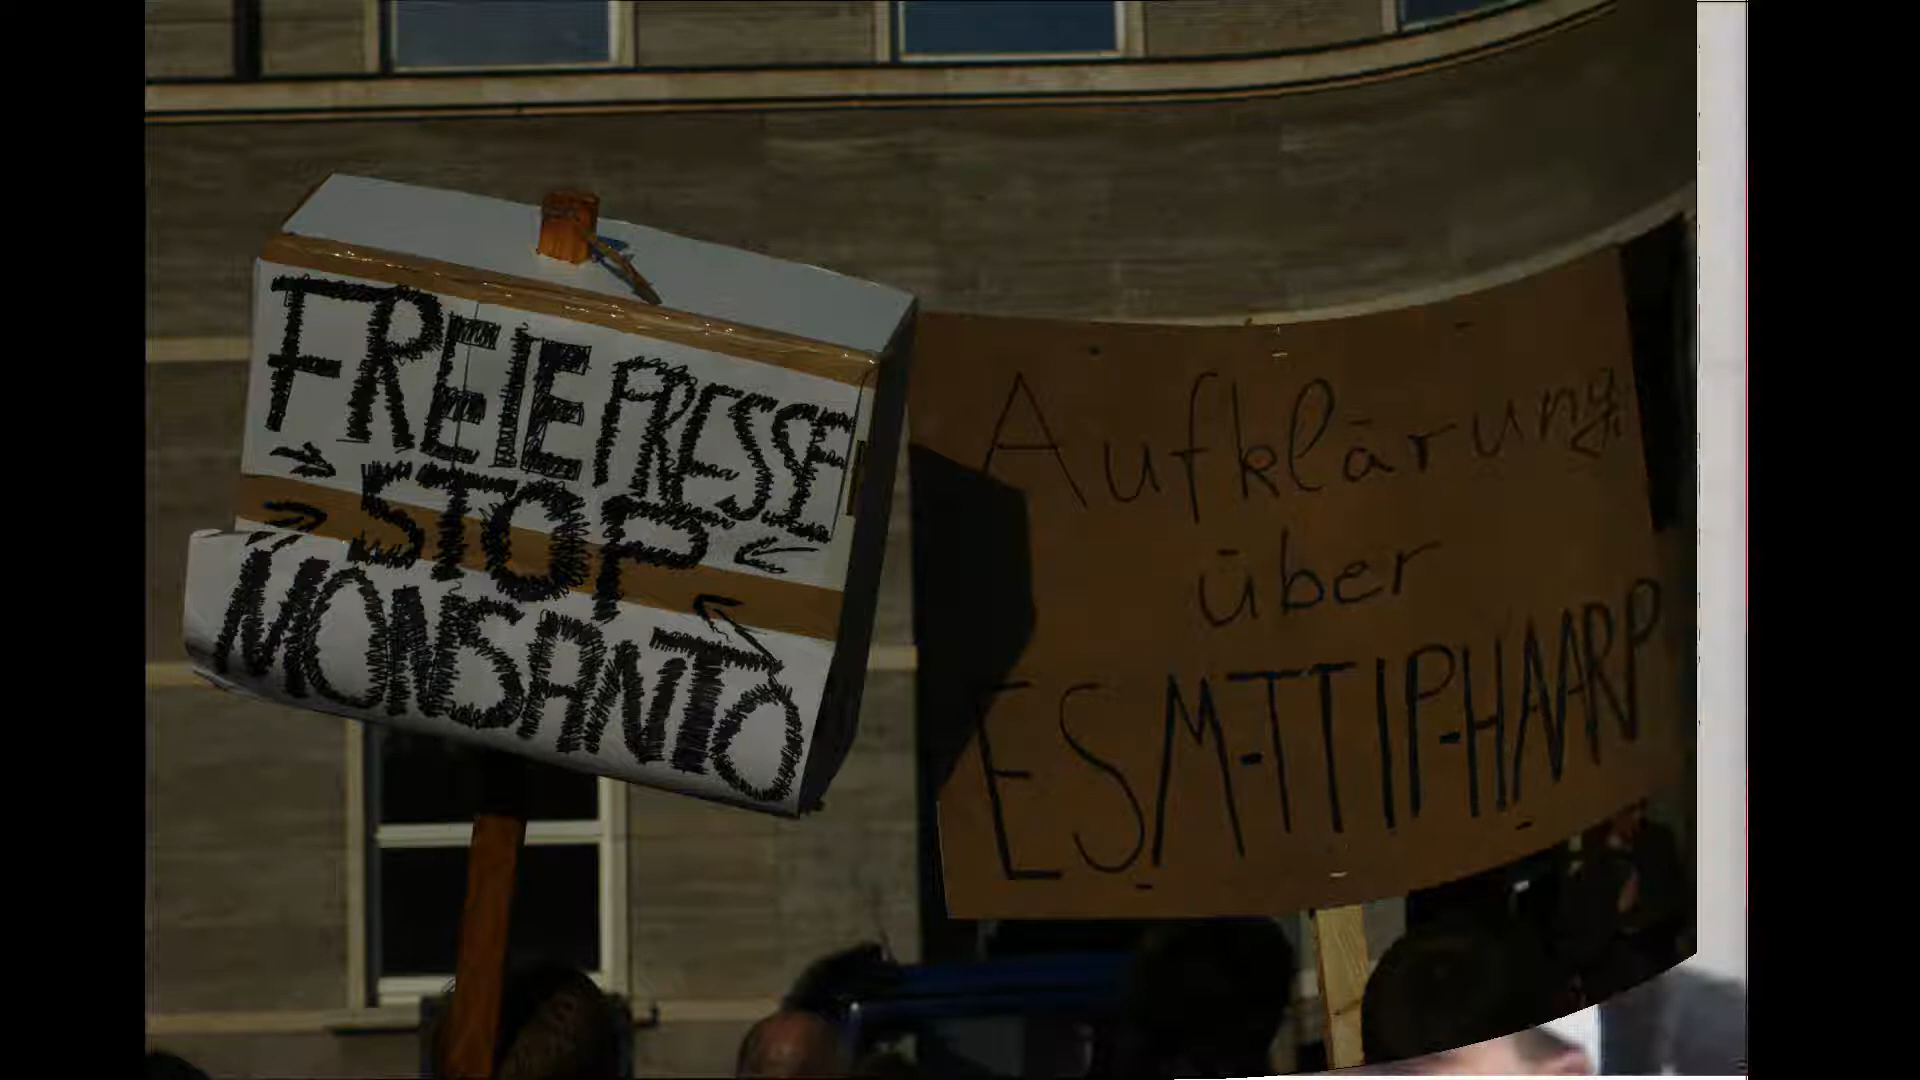 FREIE PRESSE
STOP
MONSANTO
Aufklärung
über
ESM-TTIP-HAARP